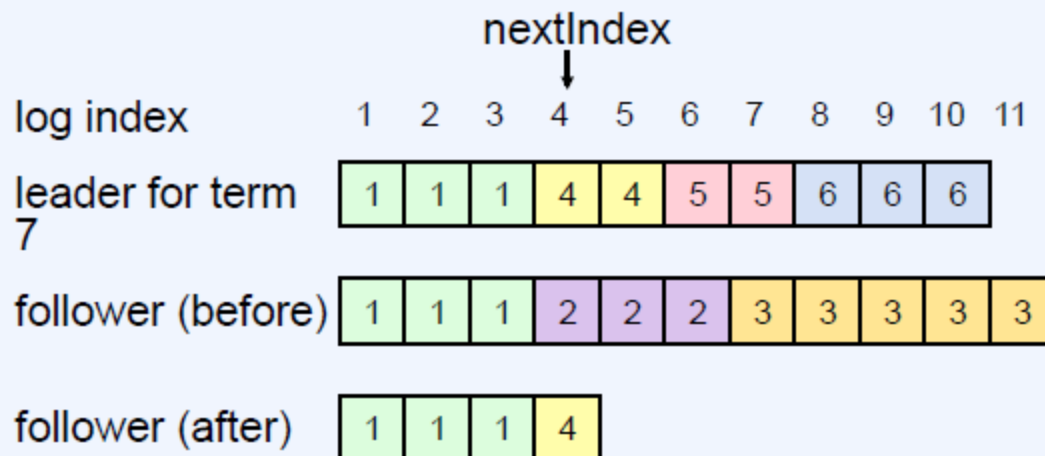 nextIndex
log index 1 2 3 4 5 6 7 8 9 10 11
leader for term 1 1 1 4 4 5 5 6 6 6
7
follower (before) 1 1 1 2 2 2 3 3 3 3 3
follower (after) 1 1 1 4